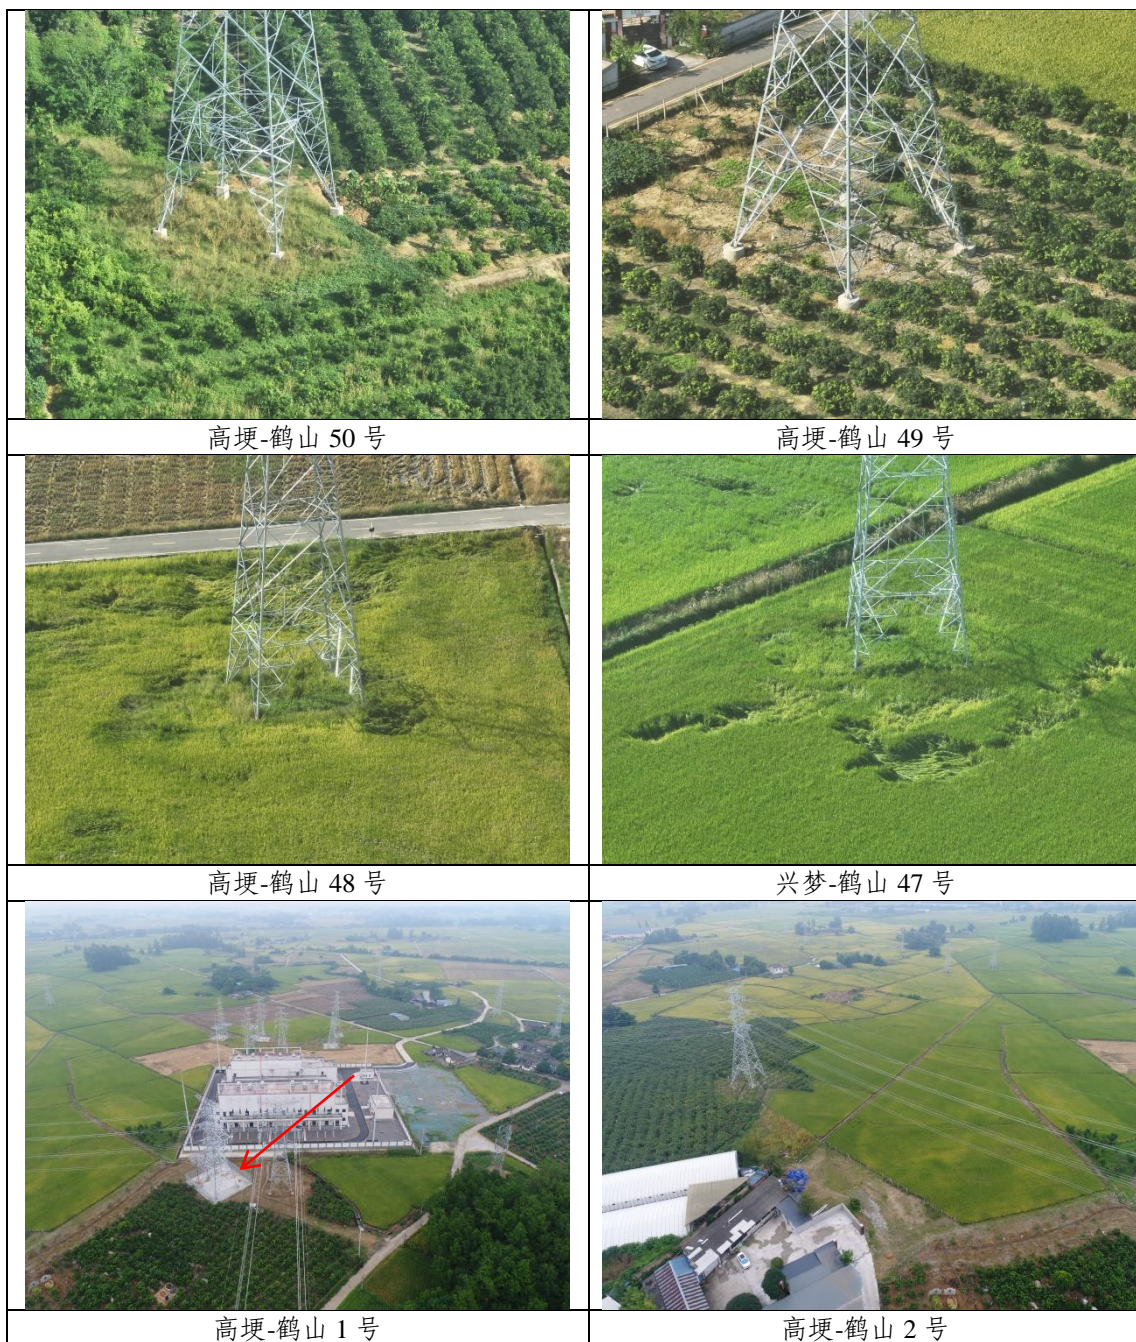 高埂-鹤山 50 号
高埂-鹤山 49 号
高埂-鹤山 48 号
兴梦-鹤山 47 号
高埂-鹤山 1 号
高埂-鹤山 2 号